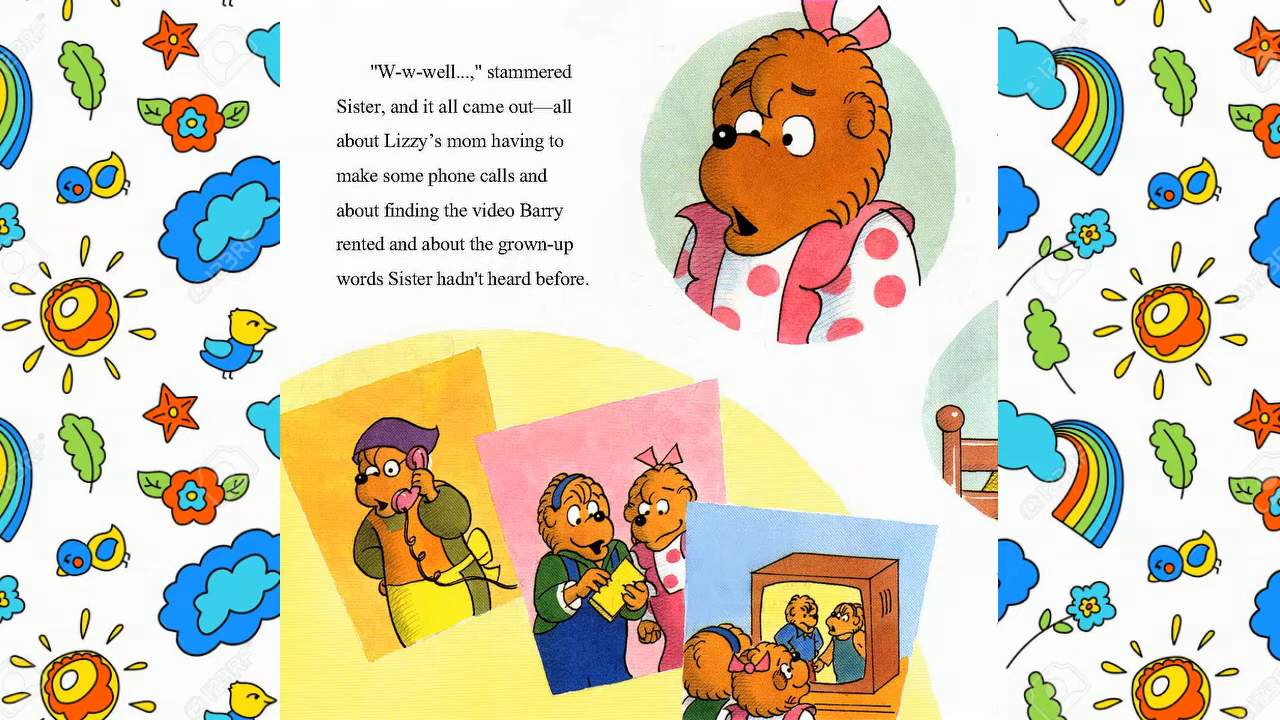 "W-w-well...," stammered
Sister, and it all came out—all
about Lizzy’s mom having to
make some phone calls and
about finding the video Barry
rented and about the grown-up
words Sister hadn't heard before.